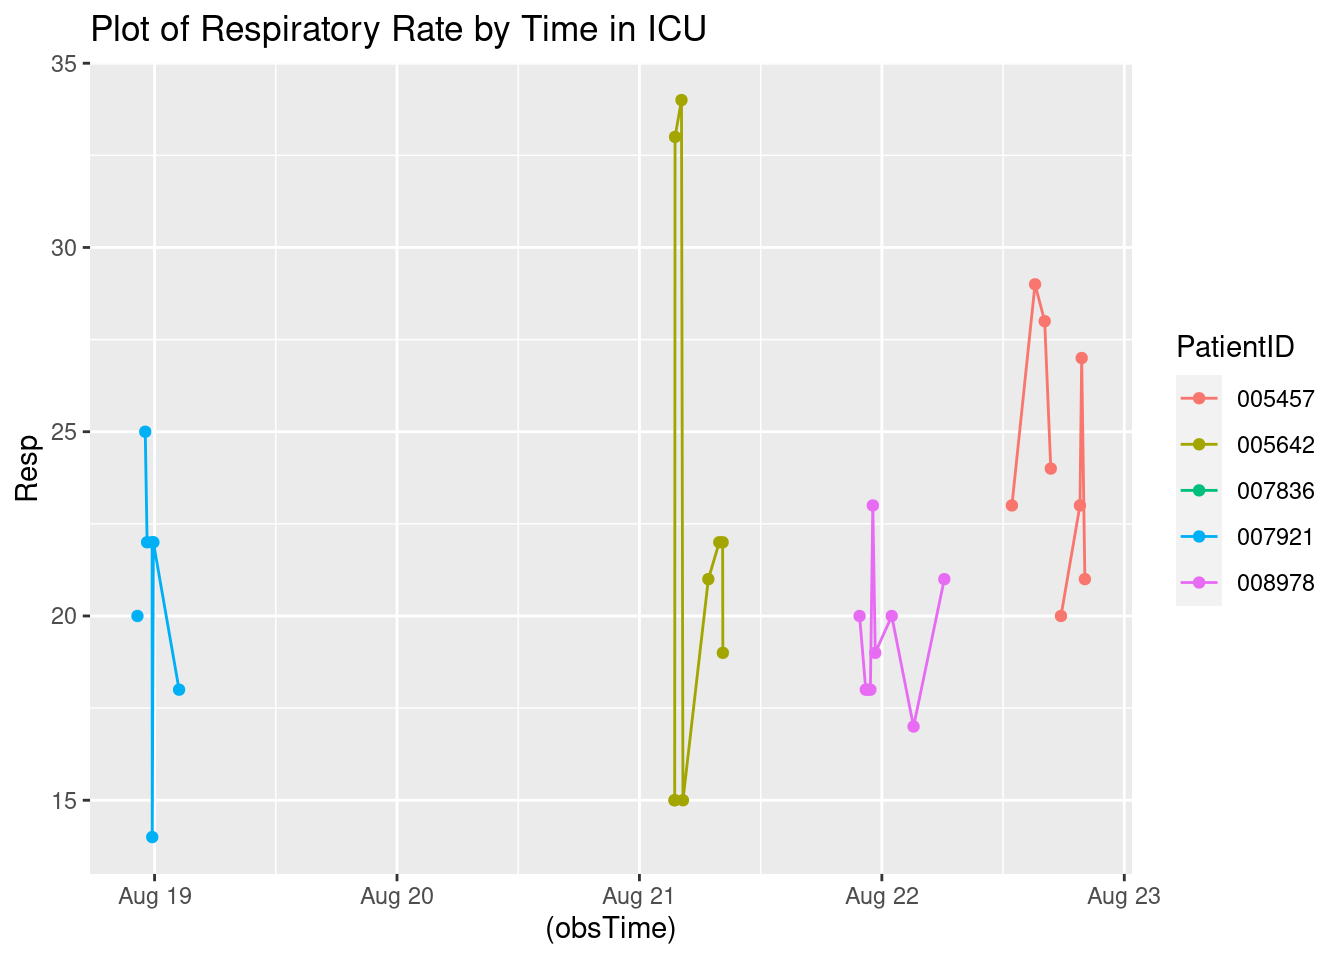 Plot of Respiratory Rate by Time in ICU
35
30
25
20
15
Resp
Aug 19
Aug 20
Aug 21
Aug 22
Aug 23
(obsTime)
PatientID
005457
005642
007836
007921
008978